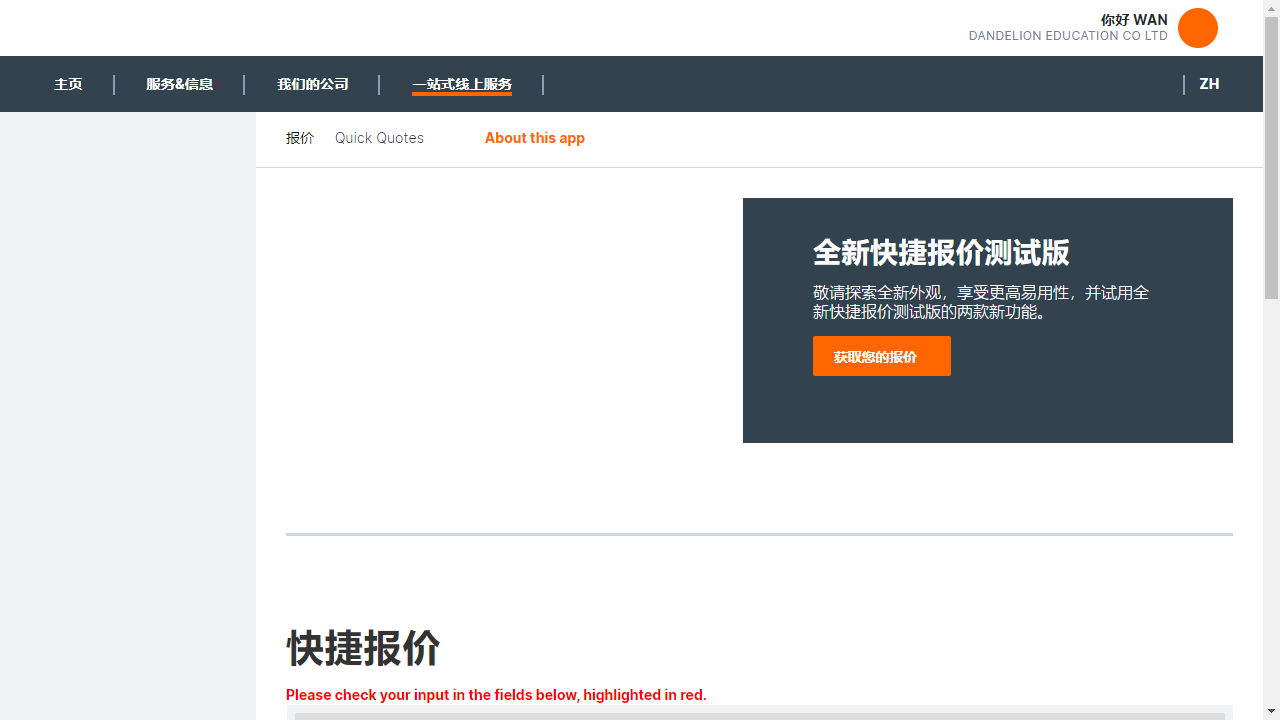 你好 WAN
DANDELION EDUCATION CO LTD
主页
服务&信息
我们的公司
一站式线上服务
ZH
报价
Quick Quotes
About this app
全新快捷报价测试版
敬请探索全新外观，享受更高易用性，并试用全
新快捷报价测试版的两款新功能。
获取您的报价
快捷报价
Please check your input in the fields below, highlighted in red.